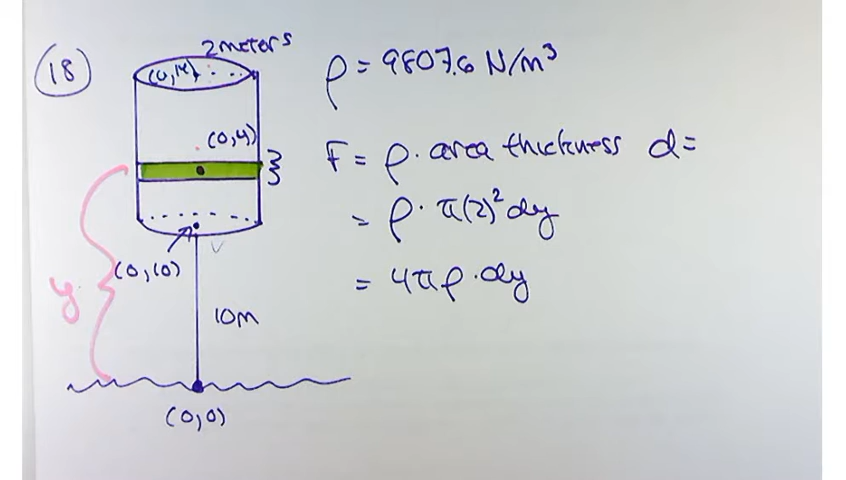 18
2 meters
(0,14)
ρ = 9807.6 N/m³
(0,4)
F = ρ · area thickness d =
= ρ · π(2)² dy
(0,10)
y
= 4πρ · dy
10m
(0,0)